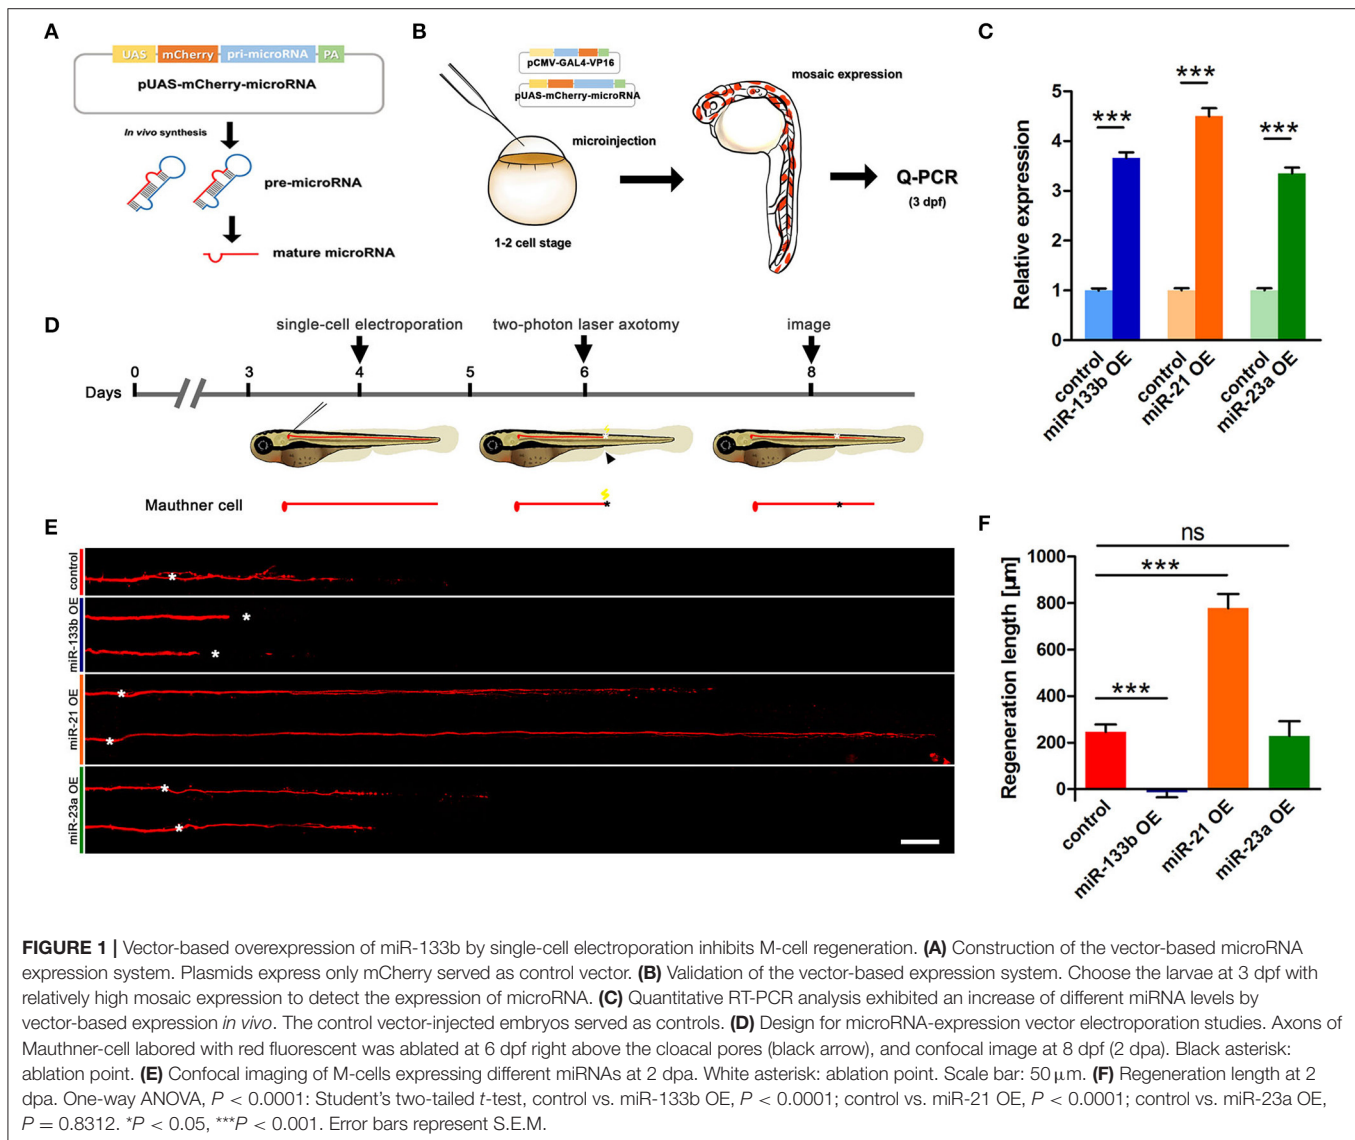 A
UAS mCherry pri-microRNA PA
pUAS-mCherry-microRNA
In vivo synthesis
pre-microRNA
mature microRNA
B
pCMV-GAL4-VP16
pUAS-mCherry-microRNA
microinjection
1-2 cell stage
mosaic expression
Q-PCR
(3 dpf)
C
Relative expression
5
4
3
2
1
0
***
***
***
control
miR-133b OE
control
miR-21 OE
control
miR-23a OE
D
single-cell electroporation
two-photon laser axotomy
image
Days
0 3 4 5 6 8
*
*
Mauthner cell
*
*
E
control
*
miR-133b OE
*
*
miR-21 OE
*
*
miR-23a OE
*
*
F
Regeneration length [µm]
1000
800
600
400
200
0
ns
***
***
control
miR-133b OE
miR-21 OE
miR-23a OE
FIGURE 1 | Vector-based overexpression of miR-133b by single-cell electroporation inhibits M-cell regeneration. (A) Construction of the vector-based microRNA
expression system. Plasmids express only mCherry served as control vector. (B) Validation of the vector-based expression system. Choose the larvae at 3 dpf with
relatively high mosaic expression to detect the expression of microRNA. (C) Quantitative RT-PCR analysis exhibited an increase of different miRNA levels by
vector-based expression in vivo. The control vector-injected embryos served as controls. (D) Design for microRNA-expression vector electroporation studies. Axons of
Mauthner-cell labored with red fluorescent was ablated at 6 dpf right above the cloacal pores (black arrow), and confocal image at 8 dpf (2 dpa). Black asterisk:
ablation point. (E) Confocal imaging of M-cells expressing different miRNAs at 2 dpa. White asterisk: ablation point. Scale bar: 50 µm. (F) Regeneration length at 2
dpa. One-way ANOVA, P < 0.0001: Student's two-tailed t-test, control vs. miR-133b OE, P < 0.0001; control vs. miR-21 OE, P < 0.0001; control vs. miR-23a OE,
P = 0.8312. *P < 0.05, ***P < 0.001. Error bars represent S.E.M.